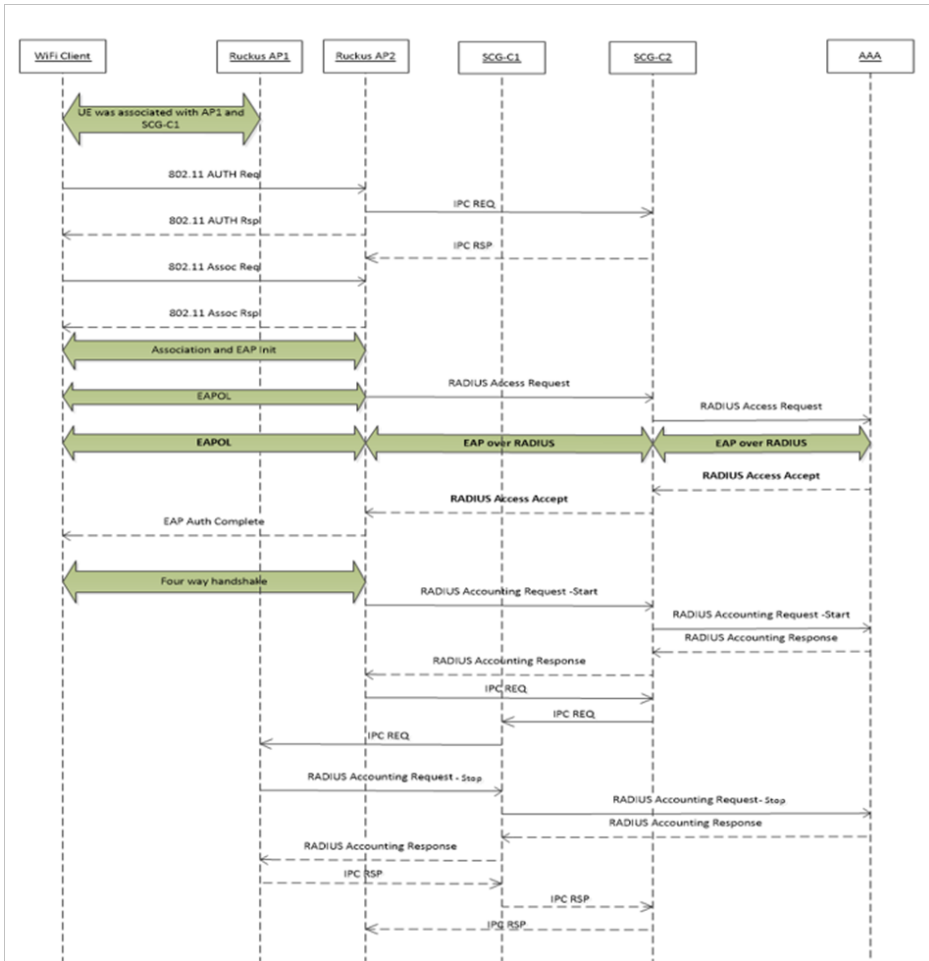 WiFi Client
Ruckus AP1
Ruckus AP2
SCG-C1
SCG-C2
AAA
UE was associated with AP1 and
SCG-C1
802.11 AUTH Req
IPC REQ
802.11 AUTH Rsp
IPC RSP
802.11 Assoc Req
802.11 Assoc Rsp
Association and EAP Init
EAPOL
RADIUS Access Request
RADIUS Access Request
EAPOL
EAP over RADIUS
EAP over RADIUS
RADIUS Access Accept
RADIUS Access Accept
EAP Auth Complete
Four way handshake
RADIUS Accounting Request -Start
RADIUS Accounting Request -Start
RADIUS Accounting Response
RADIUS Accounting Response
IPC REQ
IPC REQ
IPC REQ
RADIUS Accounting Request - Stop
RADIUS Accounting Request- Stop
RADIUS Accounting Response
RADIUS Accounting Response
IPC RSP
IPC RSP
IPC RSP